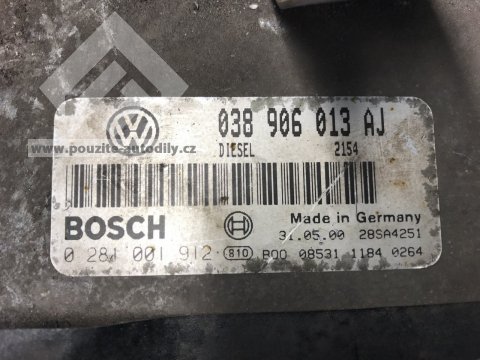 038 906 013 AJ
DIESEL 2154
www.pouzite-autodily.cz
BOSCH Made in Germany
31.05.00 28SA4251
0 281 001 912 810 BOO 08531 1184 0264